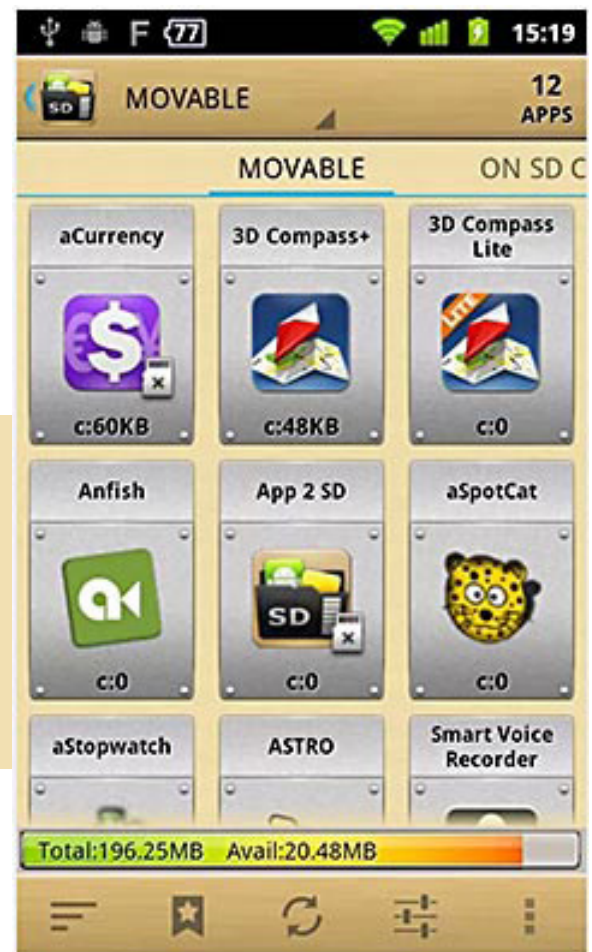 F 77 15:19
SD MOVABLE 12
APPS
MOVABLE ON SD C
aCurrency 3D Compass+ 3D Compass
Lite
$ LITE
c:60KB c:48KB c:0
Anfish App 2 SD aSpotCat
a SD
c:0 c:0 c:0
aStopwatch ASTRO Smart Voice
Recorder
Total:196.25MB Avail:20.48MB